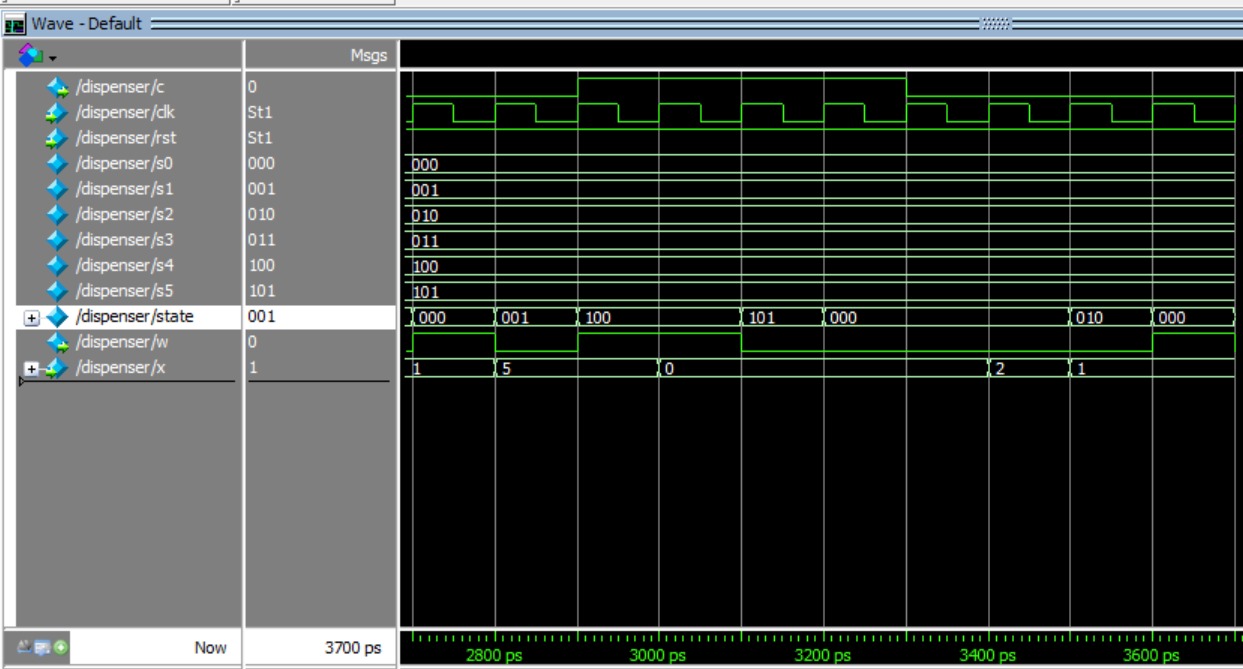 Wave - Default
Msgs
/dispenser/c 0
/dispenser/clk St1
/dispenser/rst St1
/dispenser/s0 000 000
/dispenser/s1 001 001
/dispenser/s2 010 010
/dispenser/s3 011 011
/dispenser/s4 100 100
/dispenser/s5 101 101
/dispenser/state 001 000 001 100 101 000 010 000
/dispenser/w 0
/dispenser/x 1 1 5 0 2 1
Now 3700 ps 2800 ps 3000 ps 3200 ps 3400 ps 3600 ps